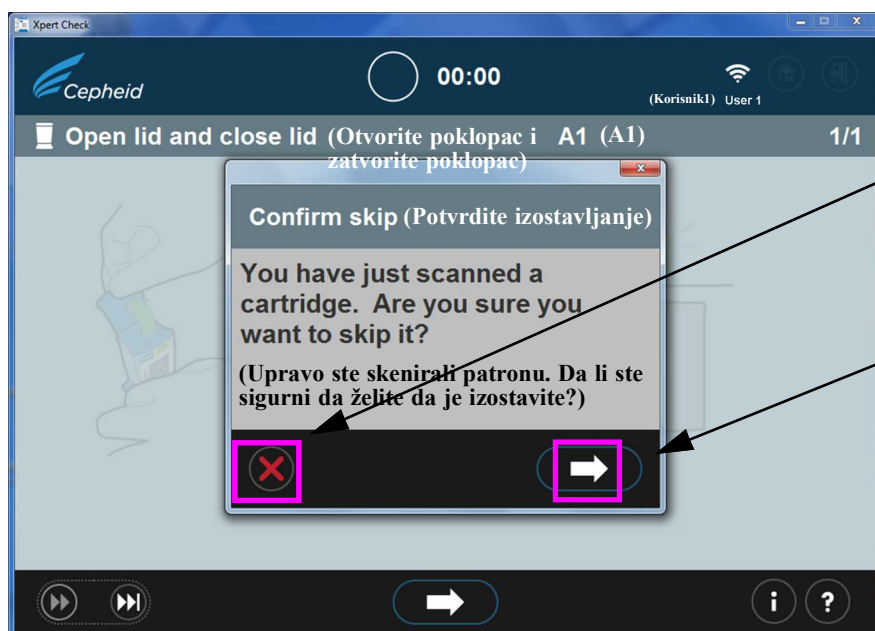 Xpert Check
Cepheid
00:00
(Korisnik1) User 1
Open lid and close lid (Otvorite poklopac i A1 (A1) 1/1
zatvorite poklopac)
Confirm skip (Potvrdite izostavljanje)
You have just scanned a
cartridge. Are you sure you
want to skip it?
(Upravo ste skenirali patronu. Da li ste
sigurni da želite da je izostavite?)
i ?